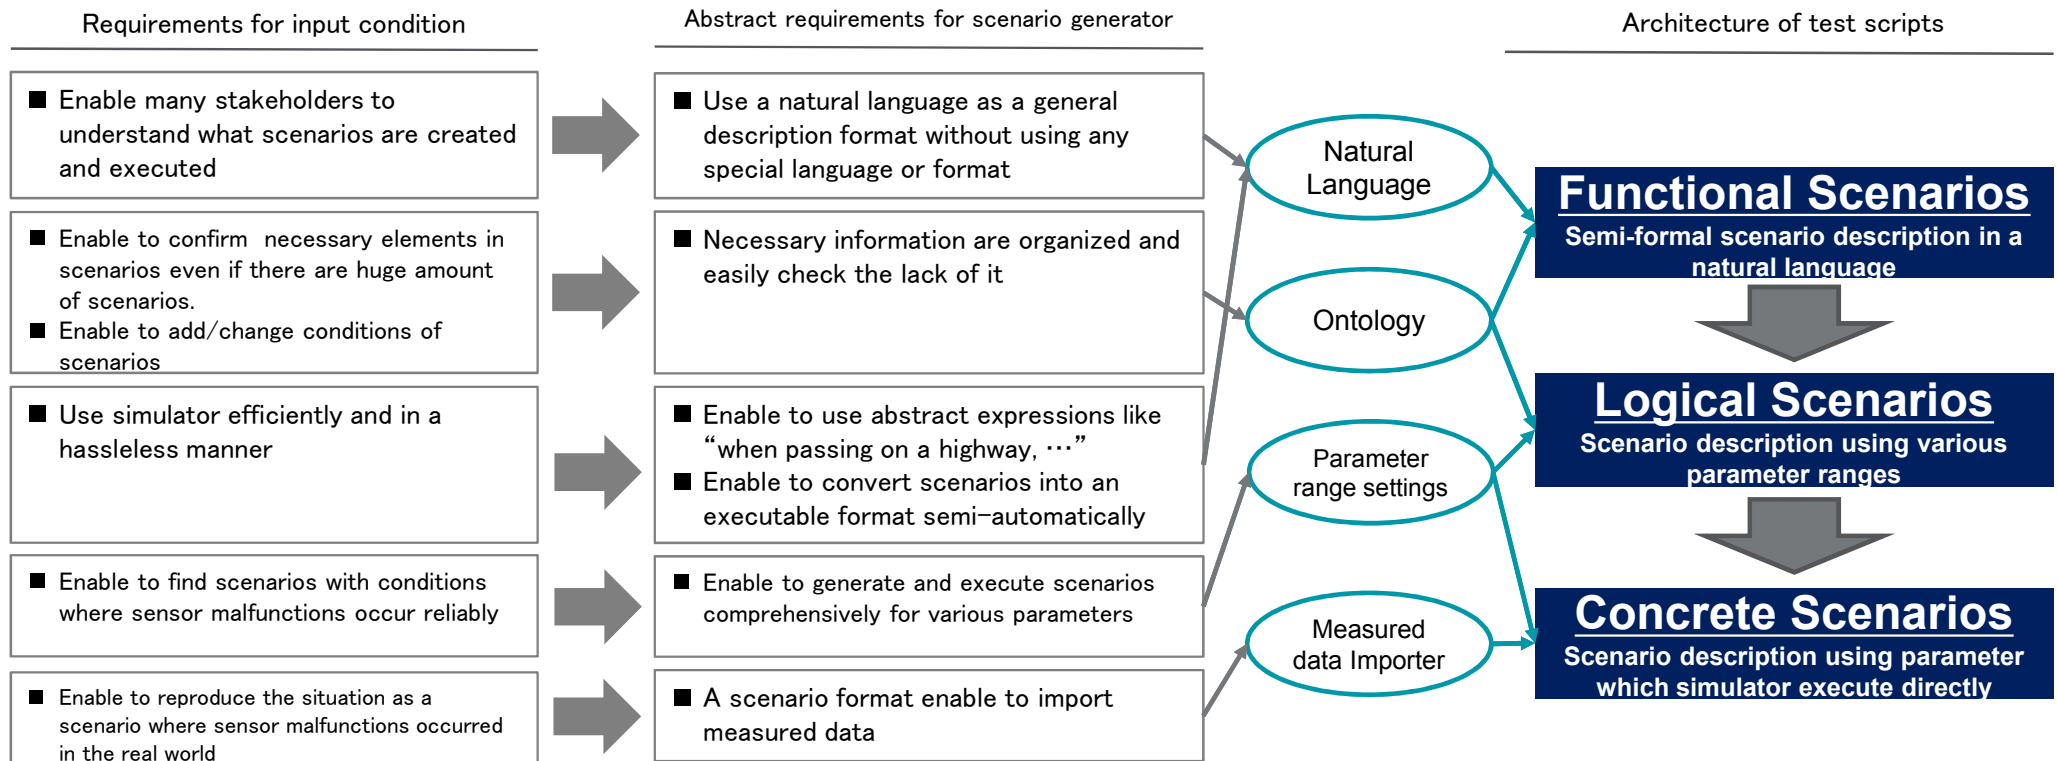 Requirements for input condition
Abstract requirements for scenario generator
Architecture of test scripts
■ Enable many stakeholders to
understand what scenarios are created
and executed
■ Enable to confirm necessary elements in
scenarios even if there are huge amount
of scenarios.
■ Enable to add/change conditions of
scenarios
■ Use simulator efficiently and in a
hassleless manner
■ Enable to find scenarios with conditions
where sensor malfunctions occur reliably
■ Enable to reproduce the situation as a
scenario where sensor malfunctions occurred
in the real world
■ Use a natural language as a general
description format without using any
special language or format
■ Necessary information are organized and
easily check the lack of it
■ Enable to use abstract expressions like
“when passing on a highway, …”
■ Enable to convert scenarios into an
executable format semi-automatically
■ Enable to generate and execute scenarios
comprehensively for various parameters
■ A scenario format enable to import
measured data
Natural
Language
Ontology
Parameter
range settings
Measured
data Importer
Functional Scenarios
Semi-formal scenario description in a
natural language
Logical Scenarios
Scenario description using various
parameter ranges
Concrete Scenarios
Scenario description using parameter
which simulator execute directly